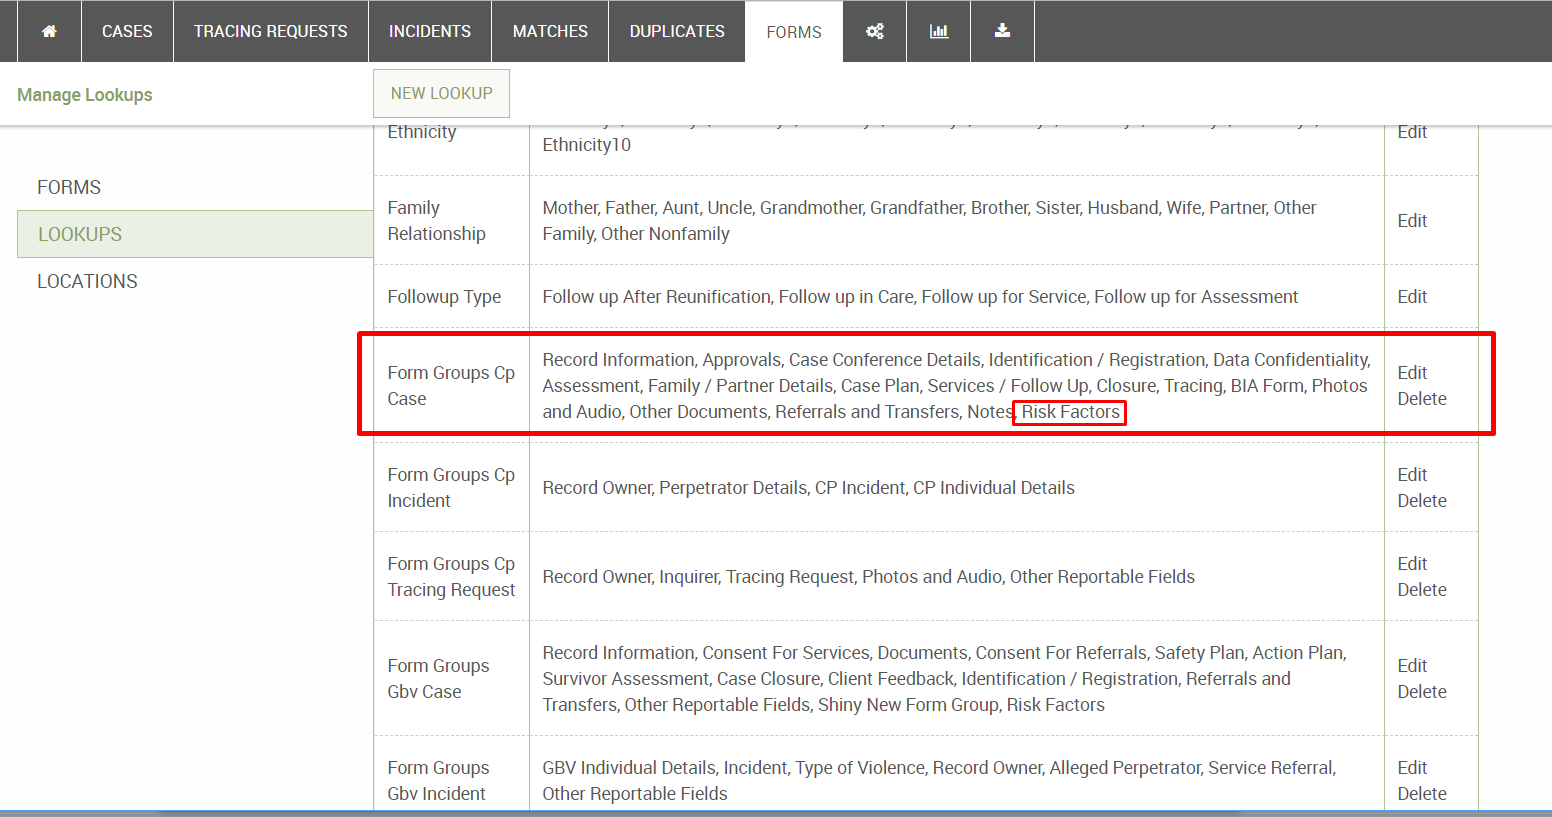 CASES TRACING REQUESTS INCIDENTS MATCHES DUPLICATES FORMS
Manage Lookups NEW LOOKUP
FORMS
LOOKUPS
LOCATIONS
Ethnicity
Ethnicity10
Edit
Family
Relationship
Mother, Father, Aunt, Uncle, Grandmother, Grandfather, Brother, Sister, Husband, Wife, Partner, Other
Family, Other Nonfamily
Edit
Followup Type
Follow up After Reunification, Follow up in Care, Follow up for Service, Follow up for Assessment
Edit
Form Groups Cp
Case
Record Information, Approvals, Case Conference Details, Identification / Registration, Data Confidentiality,
Assessment, Family / Partner Details, Case Plan, Services / Follow Up, Closure, Tracing, BIA Form, Photos
and Audio, Other Documents, Referrals and Transfers, Notes, Risk Factors
Edit
Delete
Form Groups Cp
Incident
Record Owner, Perpetrator Details, CP Incident, CP Individual Details
Edit
Delete
Form Groups Cp
Tracing Request
Record Owner, Inquirer, Tracing Request, Photos and Audio, Other Reportable Fields
Edit
Delete
Form Groups
Gbv Case
Record Information, Consent For Services, Documents, Consent For Referrals, Safety Plan, Action Plan,
Survivor Assessment, Case Closure, Client Feedback, Identification / Registration, Referrals and
Transfers, Other Reportable Fields, Shiny New Form Group, Risk Factors
Edit
Delete
Form Groups
Gbv Incident
GBV Individual Details, Incident, Type of Violence, Record Owner, Alleged Perpetrator, Service Referral,
Other Reportable Fields
Edit
Delete